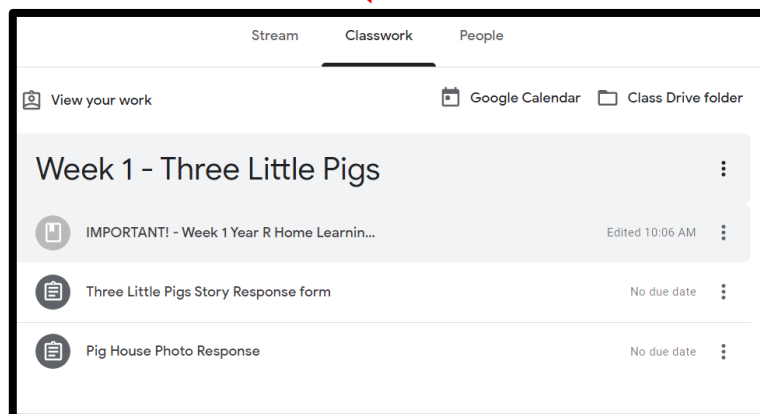 Stream Classwork People
View your work Google Calendar Class Drive folder
Week 1 - Three Little Pigs
IMPORTANT! - Week 1 Year R Home Learnin... Edited 10:06 AM
Three Little Pigs Story Response form No due date
Pig House Photo Response No due date